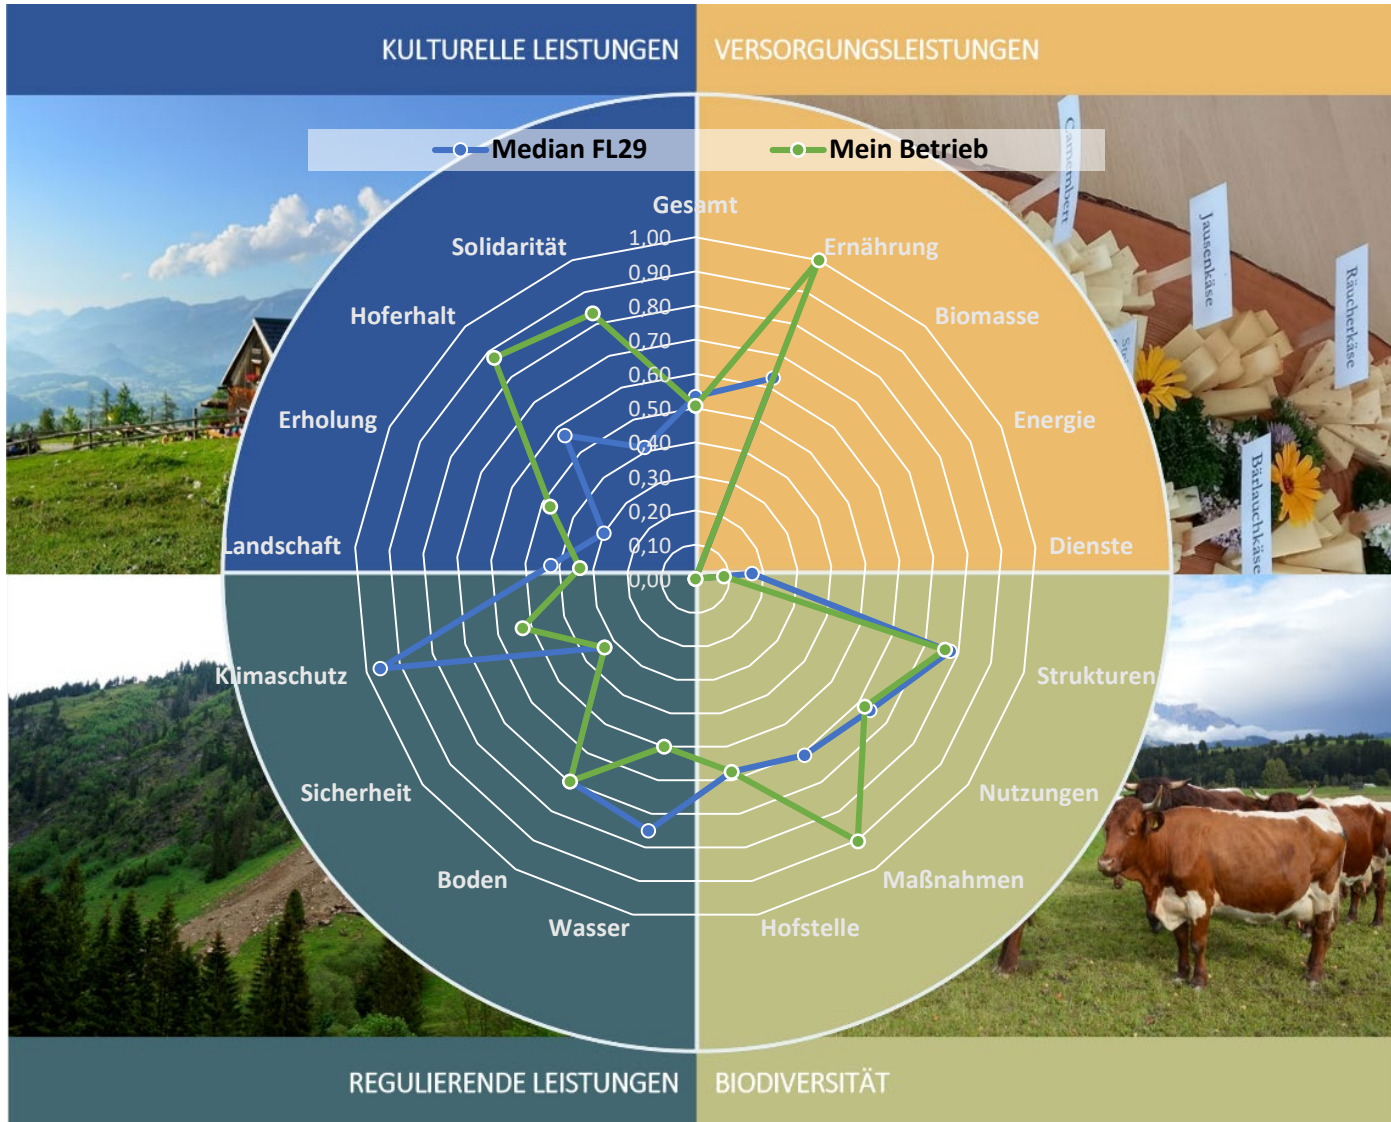 KULTURELLE LEISTUNGEN
VERSORGUNGSLEISTUNGEN
Median FL29
Mein Betrieb
Camembert
Jausenkäse
Räucherkäse
Bärlauchkäse
Gesamt
Ernährung
Biomasse
Energie
Dienste
Strukturen
Nutzungen
Maßnahmen
Hofstelle
Wasser
Boden
Sicherheit
Klimaschutz
Landschaft
Erholung
Hoferhalt
Solidarität
1,00
0,90
0,80
0,70
0,60
0,50
0,40
0,30
0,20
0,10
0,00
REGULIERENDE LEISTUNGEN
BIODIVERSITÄT